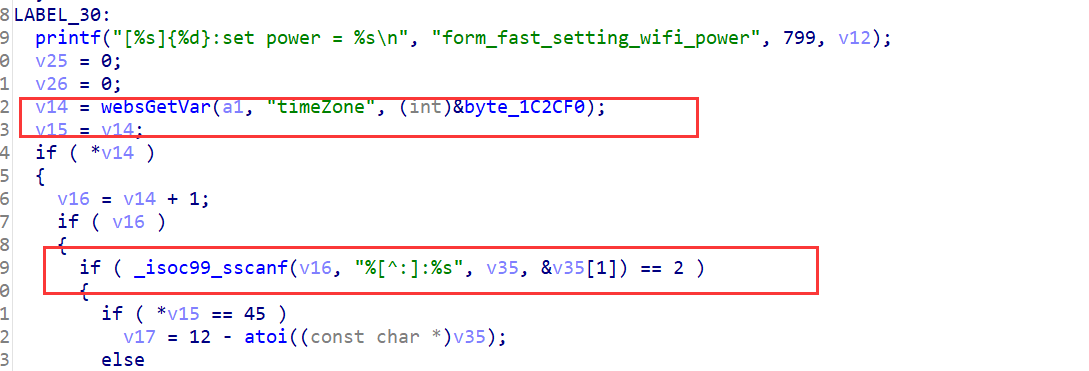 8 LABEL_30:
9 printf("[%s]{%d}:set power = %s\n", "form_fast_setting_wifi_power", 799, v12);
0 v25 = 0;
1 v26 = 0;
2 v14 = websGetVar(a1, "timeZone", (int)&byte_1C2CF0);
3 v15 = v14;
4 if ( *v14 )
5 {
6 v16 = v14 + 1;
7 if ( v16 )
8 {
9 if ( _isoc99_sscanf(v16, "%[^:]:%s", v35, &v35[1]) == 2 )
0 {
1 if ( *v15 == 45 )
2 v17 = 12 - atoi((const char *)v35);
3 else